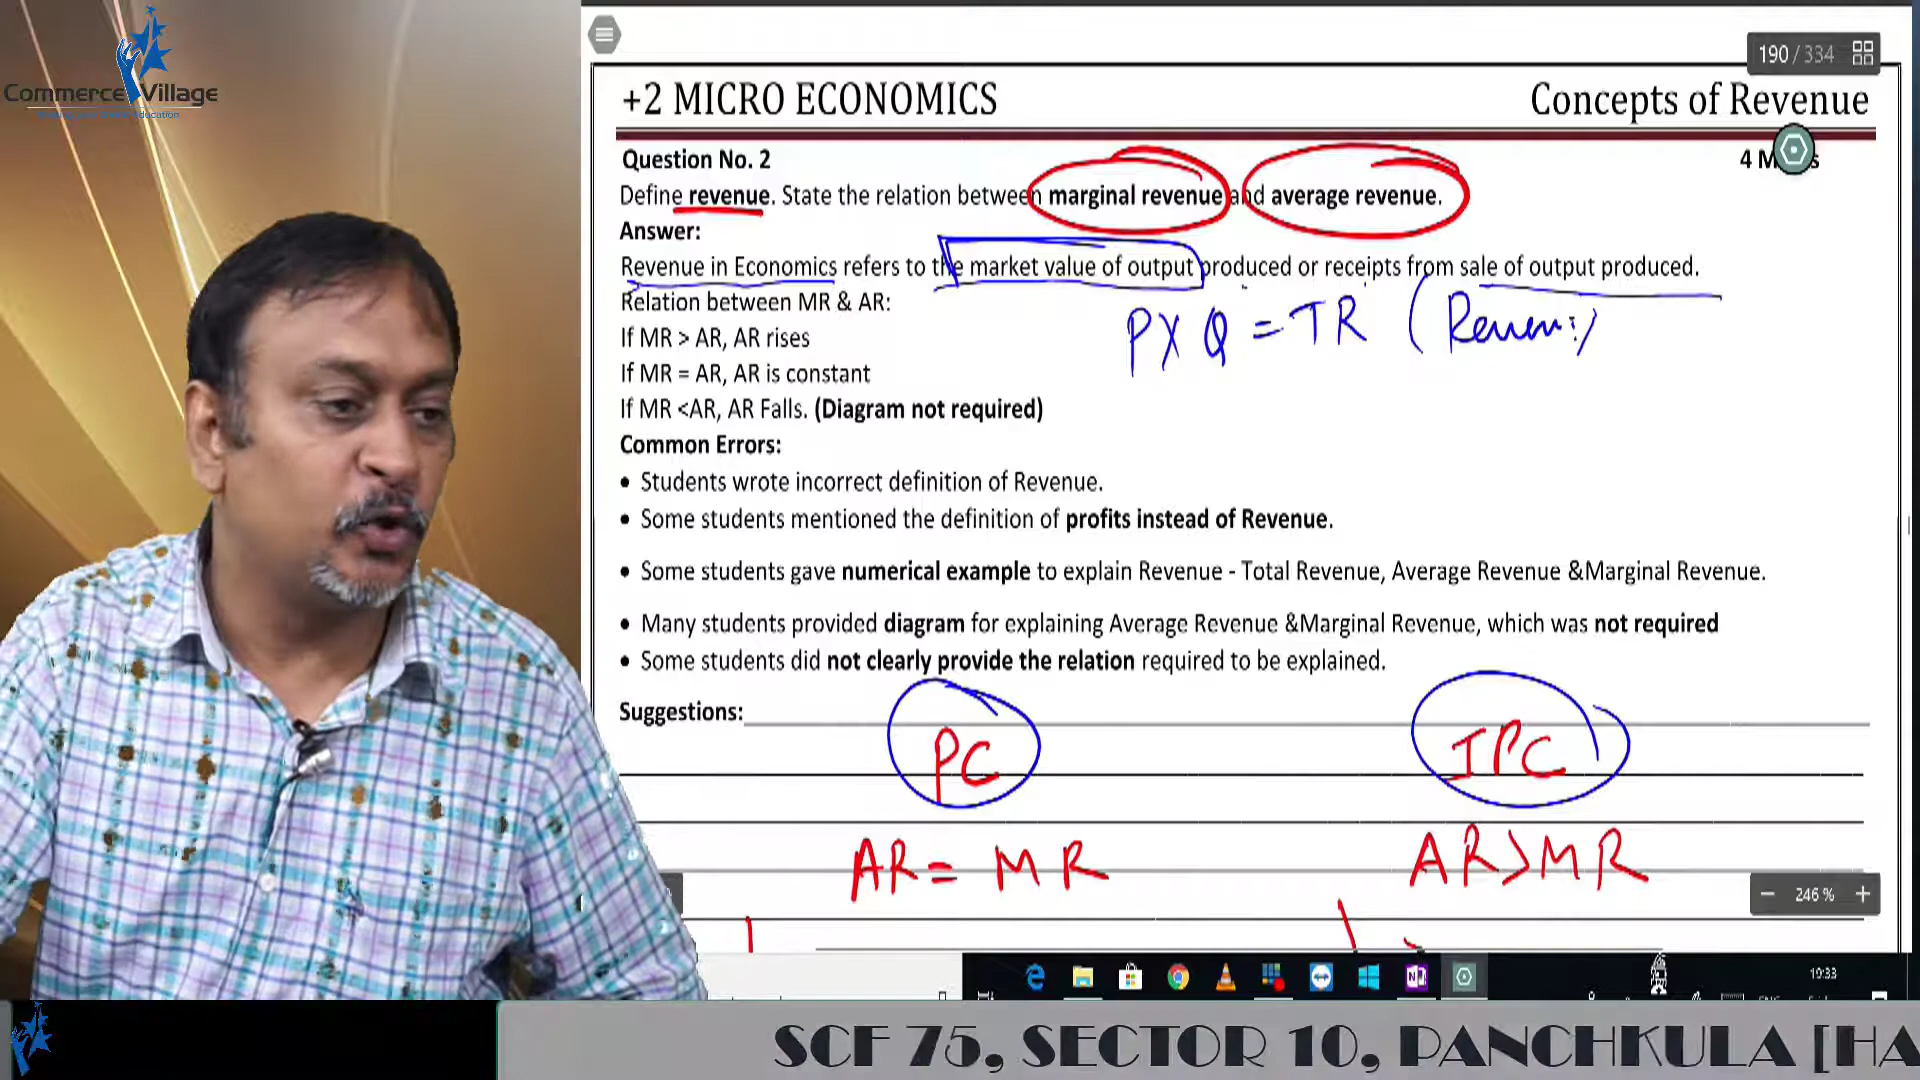 Commerce Village
190 / 334
+2 MICRO ECONOMICS
Concepts of Revenue
Question No. 2
4 M
Define revenue. State the relation between marginal revenue and average revenue.
Answer:
Revenue in Economics refers to the market value of output produced or receipts from sale of output produced.
Relation between MR & AR:
P X Q = TR (
If MR > AR, AR rises
If MR = AR, AR is constant
If MR <AR, AR Falls. (Diagram not required)
Common Errors:
• Students wrote incorrect definition of Revenue.
• Some students mentioned the definition of profits instead of Revenue.
• Some students gave numerical example to explain Revenue - Total Revenue, Average Revenue &Marginal Revenue.
• Many students provided diagram for explaining Average Revenue &Marginal Revenue, which was not required
• Some students did not clearly provide the relation required to be explained.
Suggestions:
PC
IPC
AR = MR
AR>MR
246 %
19:33
SCF 75, SECTOR 10, PANCHKULA [HA